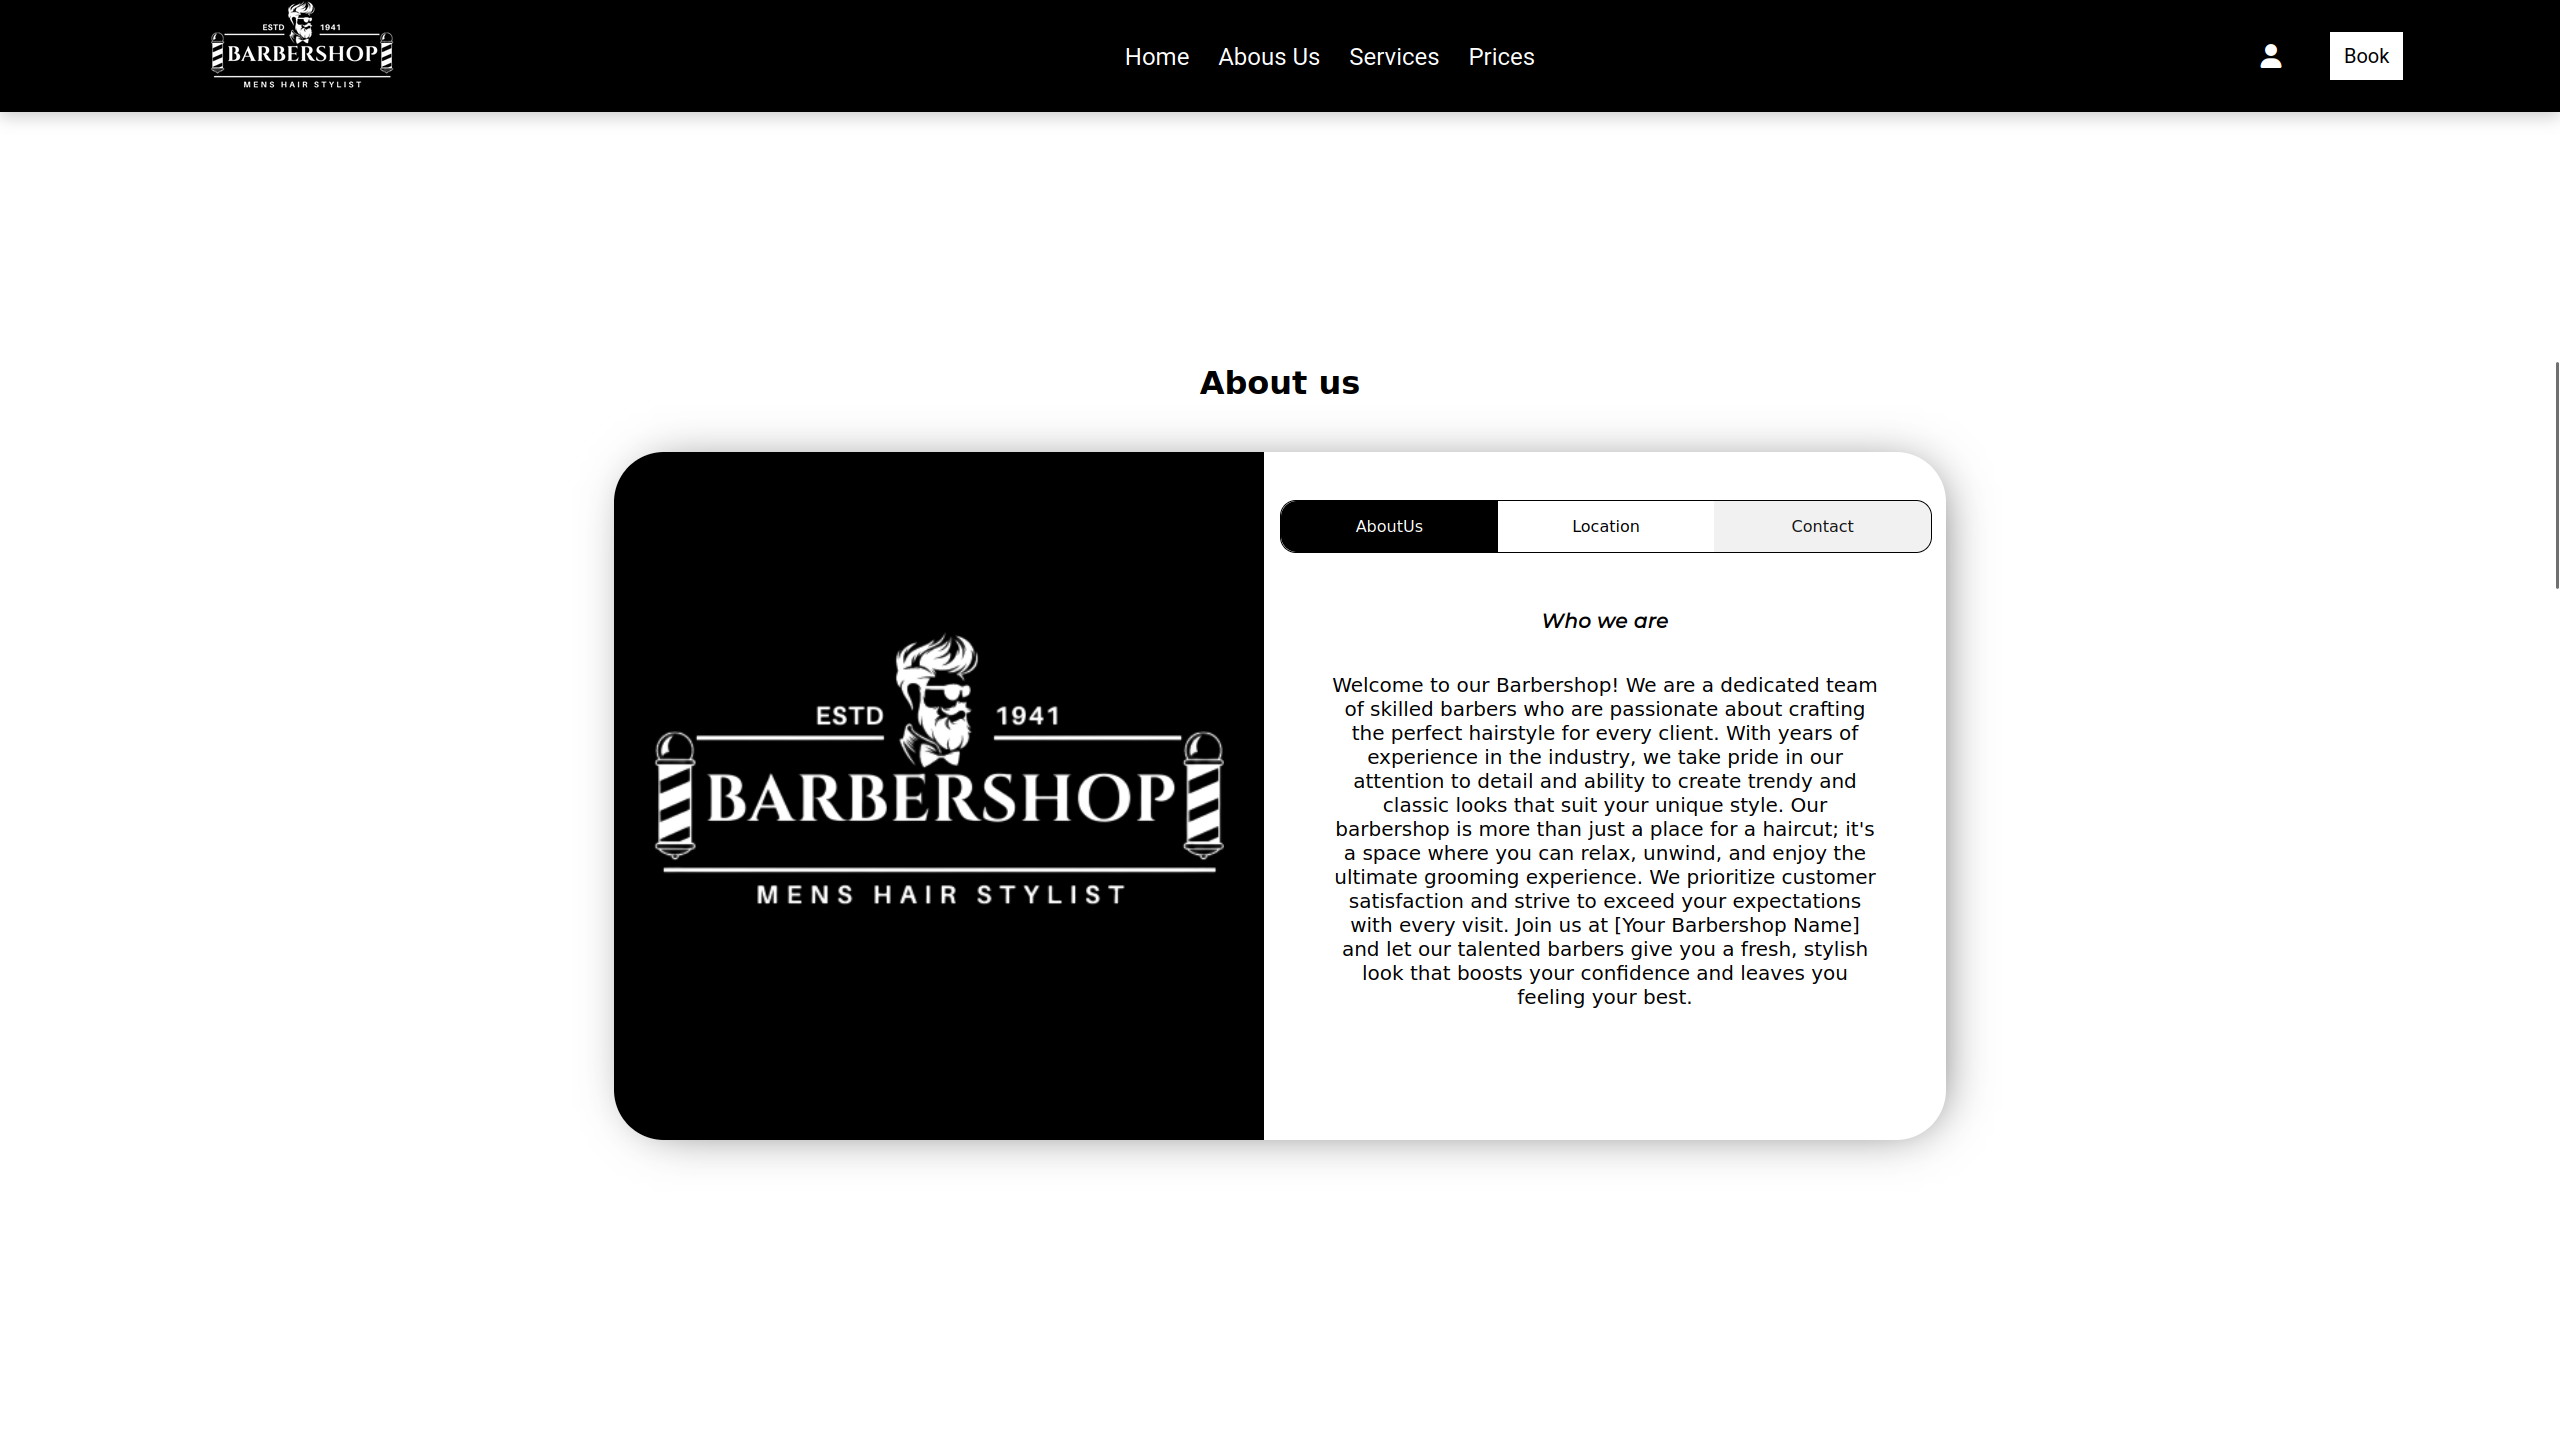 ESTD 1941
BARBERSHOP
MENS HAIR STYLIST
Home Abous Us Services Prices
Book
About us
ESTD 1941
BARBERSHOP
MENS HAIR STYLIST
AboutUs Location Contact
Who we are
Welcome to our Barbershop! We are a dedicated team
of skilled barbers who are passionate about crafting
the perfect hairstyle for every client. With years of
experience in the industry, we take pride in our
attention to detail and ability to create trendy and
classic looks that suit your unique style. Our
barbershop is more than just a place for a haircut; it's
a space where you can relax, unwind, and enjoy the
ultimate grooming experience. We prioritize customer
satisfaction and strive to exceed your expectations
with every visit. Join us at [Your Barbershop Name]
and let our talented barbers give you a fresh, stylish
look that boosts your confidence and leaves you
feeling your best.